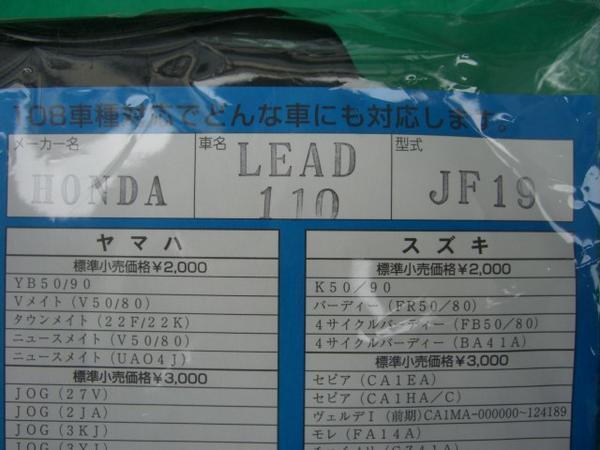 108車種対応でどんな車にも対応します。
メーカー名 HONDA
車名 LEAD 110
型式 JF19
ヤマハ
標準小売価格¥2,000
YB50/90
Vメイト(V50/80)
タウンメイト(22F/22K)
ニュースメイト(V50/80)
ニュースメイト(UA04J)
標準小売価格¥3,000
JOG(27V)
JOG(2JA)
JOG(3KJ)
JOG(3YJ)
スズキ
標準小売価格¥2,000
K50/90
バーディー(FR50/80)
4サイクルバーディー(FB50/80)
4サイクルバーディー(BA41A)
標準小売価格¥3,000
セピア(CA1EA)
セピア(CA1HA/C)
ヴェルデI(前期)CA1MA-000000~124189
モレ(FA14A)